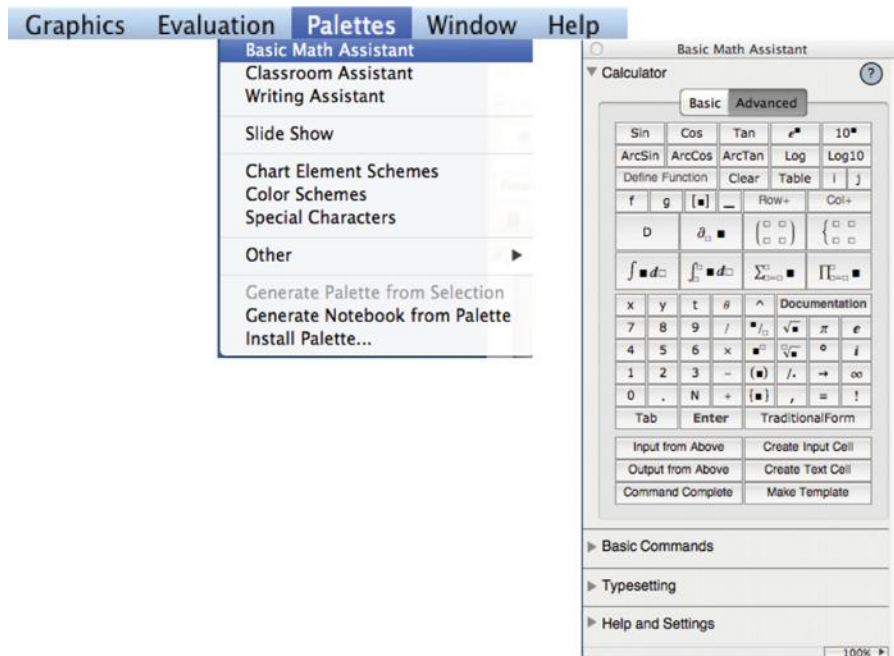 Graphics Evaluation Palettes Window Help
Basic Math Assistant
Classroom Assistant
Writing Assistant
Slide Show
Chart Element Schemes
Color Schemes
Special Characters
Other
Generate Palette from Selection
Generate Notebook from Palette
Install Palette...
Basic Math Assistant
Calculator ?
Basic Advanced
Sin Cos Tan e■ 10■
ArcSin ArcCos ArcTan Log Log10
Define Function Clear Table i j
f g [■] _ Row+ Col+
D ∂□ ■ (□ □ □ □) {□ □ □ □
∫■d□ ∫□□■d□ ∑□□=□ ■ ∏□□=□ ■
x y t θ ^ Documentation
7 8 9 / ■/□ √■ π e
4 5 6 × ■□ □√■ ° i
1 2 3 - (■) /. → ∞
0 . N + {■} , = !
Tab Enter TraditionalForm
Input from Above Create Input Cell
Output from Above Create Text Cell
Command Complete Make Template
Basic Commands
Typesetting
Help and Settings
100%